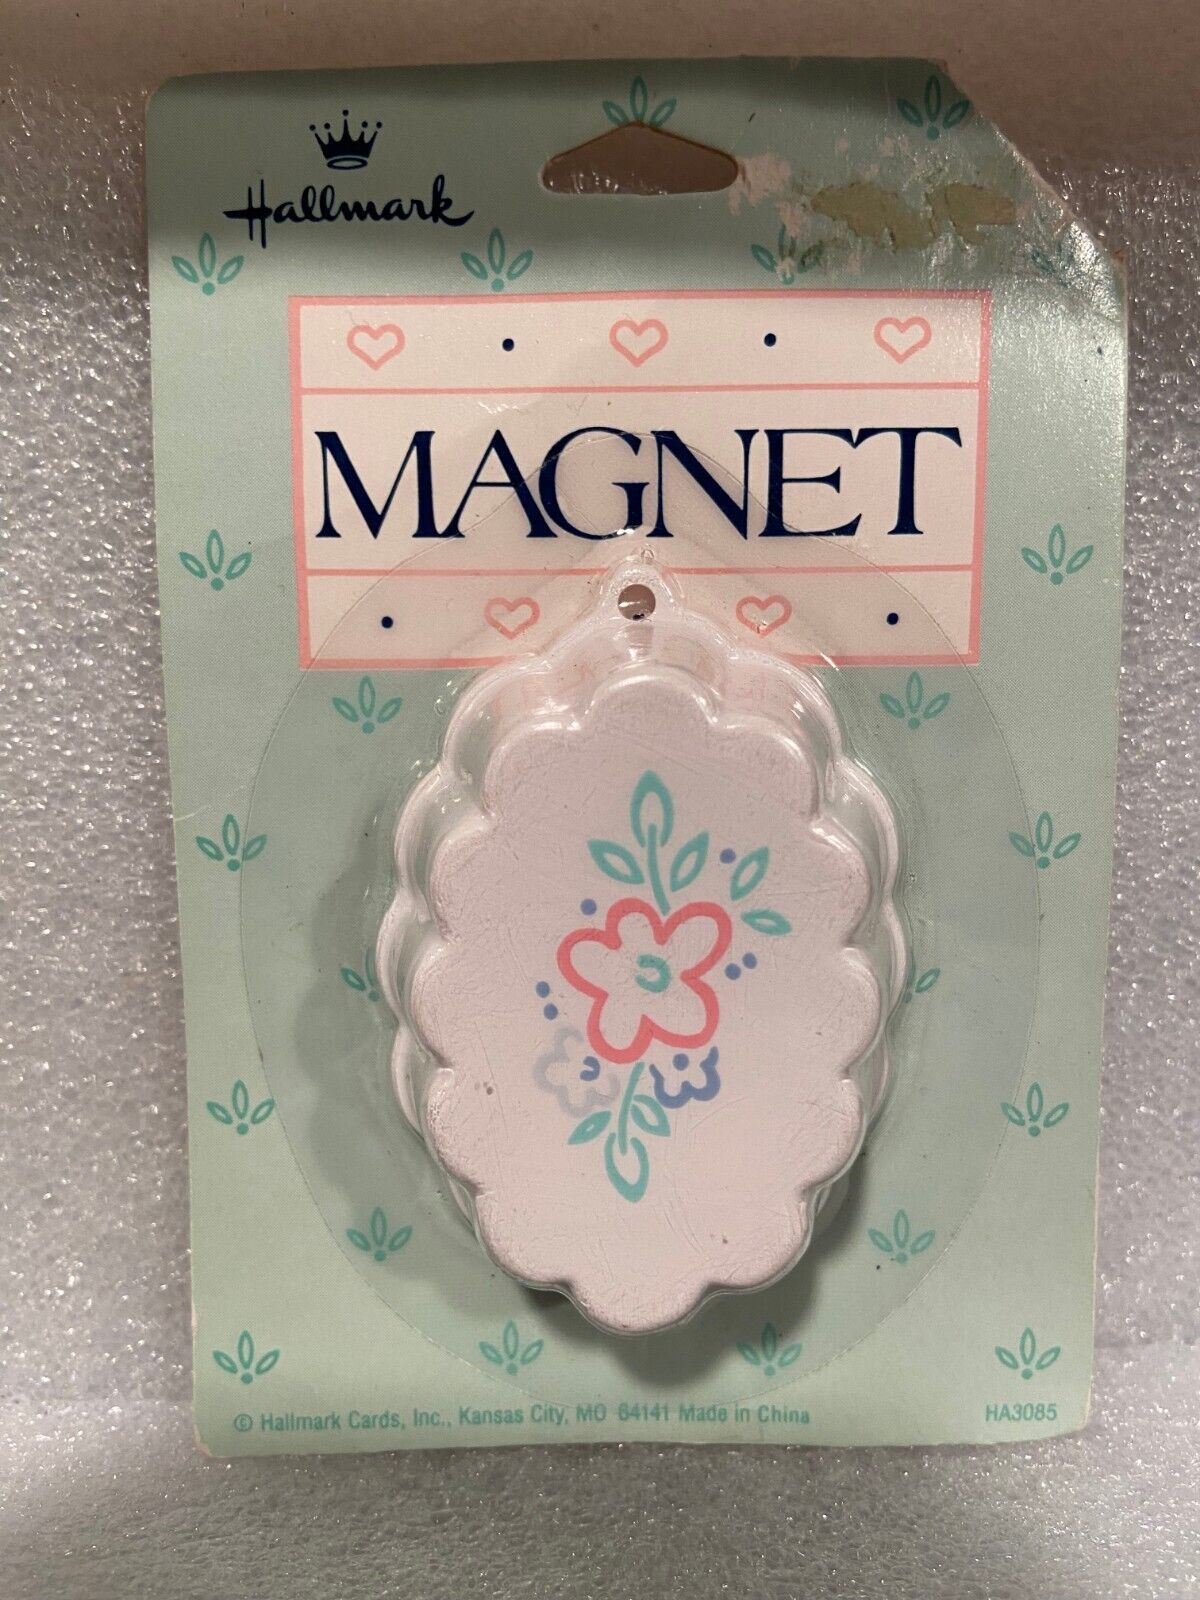 Hallmark
MAGNET
© Hallmark Cards, Inc., Kansas City, MO 64141 Made in China
HA3085